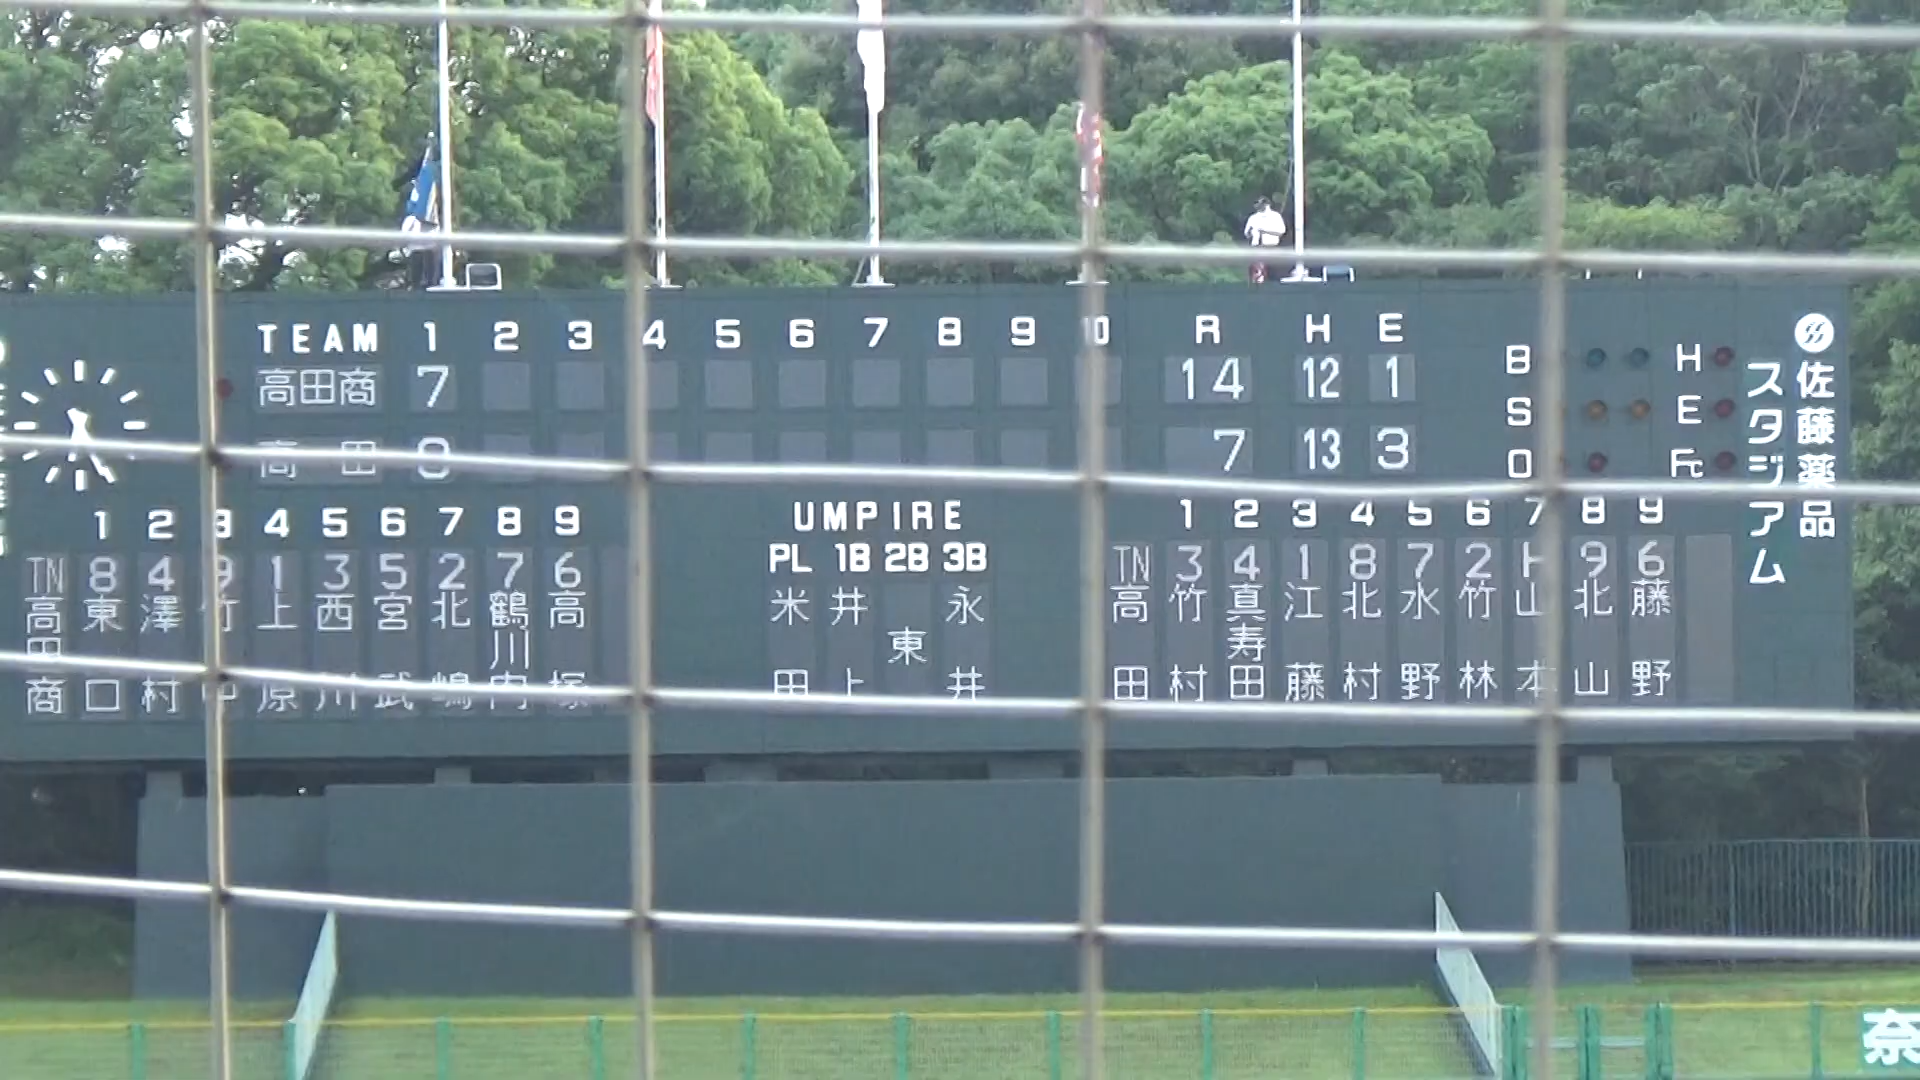 TEAM 1 2 3 4 5 6 7 8 9 10 R H E
高田商 7 14 12 1
高田 7 13 3
B H
S E
O Fc
佐藤薬品
スタジアム
1 2 3 4 5 6 7 8 9
TN 8 4 9 1 3 5 2 7 6
高田商
東口
澤村
竹中
上原
西川
宮武
北嶋
鶴川内
高塚
UMPIRE
PL 1B 2B 3B
米田
井上
東
永井
1 2 3 4 5 6 7 8 9
TN 3 4 1 8 7 2 H 9 6
高田
竹村
真寿田
江藤
北村
水野
竹林
山本
北山
藤野
奈